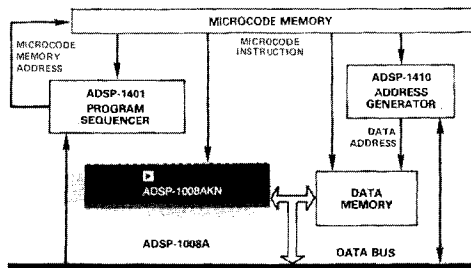 MICROCODE MEMORY
MICROCODE
MEMORY
ADDRESS
MICROCODE
INSTRUCTION
ADSP-1401
PROGRAM
SEQUENCER
ADSP-1410
ADDRESS
GENERATOR
DATA
ADDRESS
ADSP-1008AKN
DATA
MEMORY
ADSP-1008A
DATA BUS